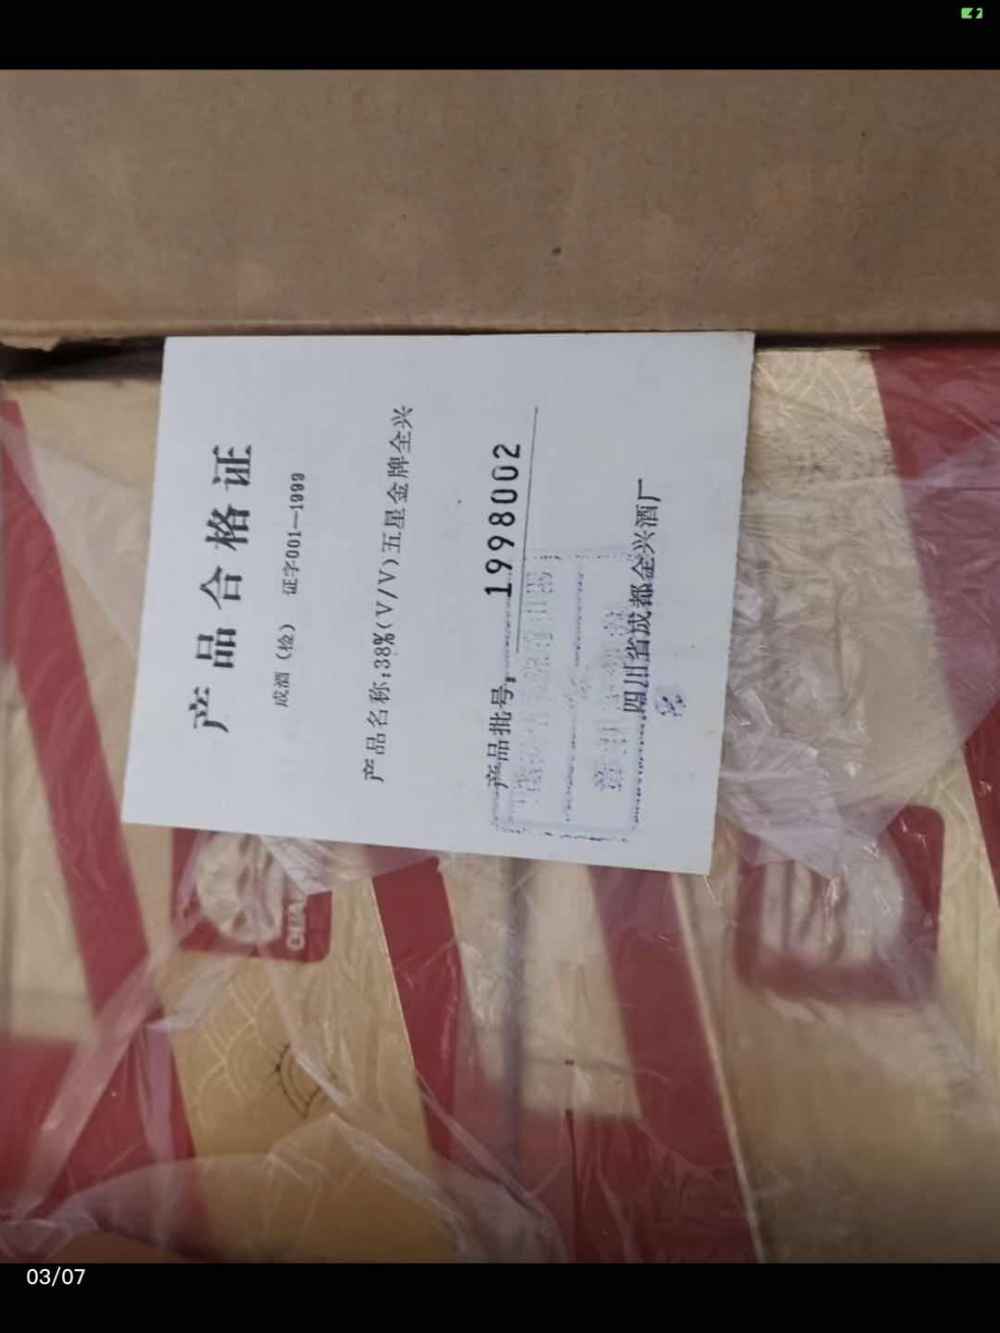 产品合格证
成酒（检） 证字001—1999
产品名称：38%(V/V)五星金牌全兴
产品批号： 1998002
四川省成都全兴酒厂
03/07